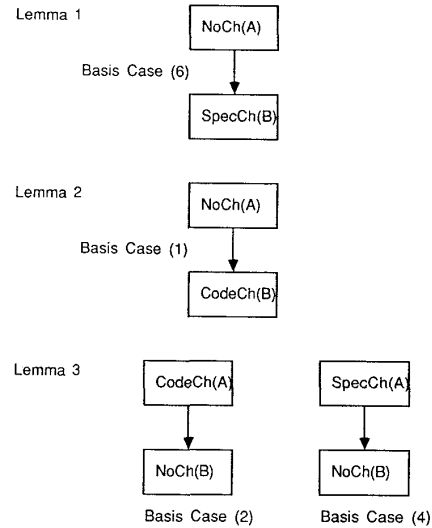 Lemma 1
NoCh(A)
Basis Case (6)
SpecCh(B)
Lemma 2
NoCh(A)
Basis Case (1)
CodeCh(B)
Lemma 3
CodeCh(A)
SpecCh(A)
NoCh(B)
NoCh(B)
Basis Case (2)
Basis Case (4)